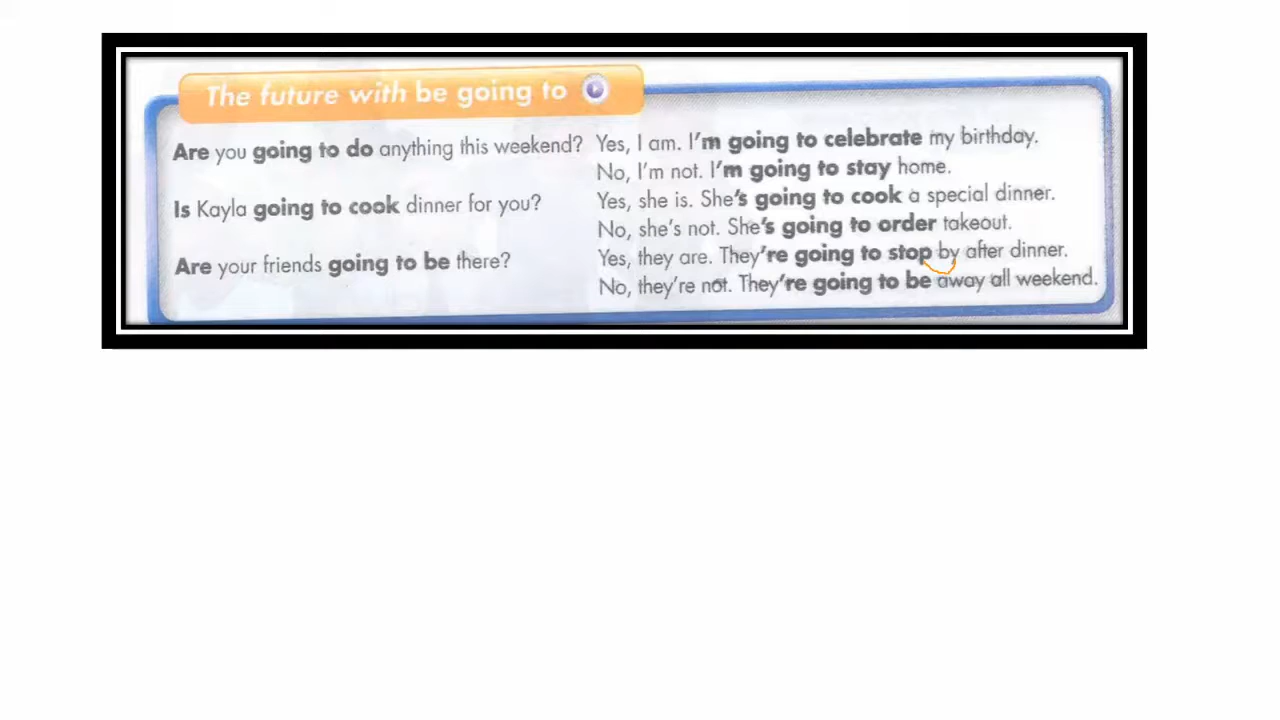 The future with be going to
Are you going to do anything this weekend? Yes, I am. I'm going to celebrate my birthday.
No, I'm not. I'm going to stay home.
Is Kayla going to cook dinner for you? Yes, she is. She's going to cook a special dinner.
No, she's not. She's going to order takeout.
Are your friends going to be there? Yes, they are. They're going to stop by after dinner.
No, they're not. They're going to be away all weekend.